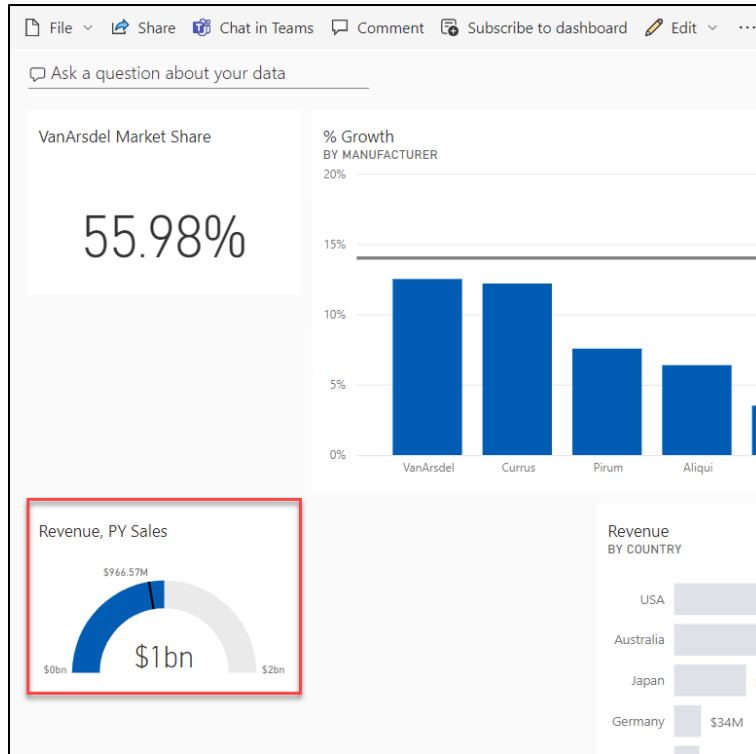 File Share Chat in Teams Comment Subscribe to dashboard Edit ...
Ask a question about your data
VanArsdel Market Share
55.98%
% Growth
BY MANUFACTURER
20%
15%
10%
5%
0%
VanArsdel Currus Pirum Aliqui
Revenue, PY Sales
$966.57M
$1bn
$0bn $2bn
Revenue
BY COUNTRY
USA
Australia
Japan
Germany $34M